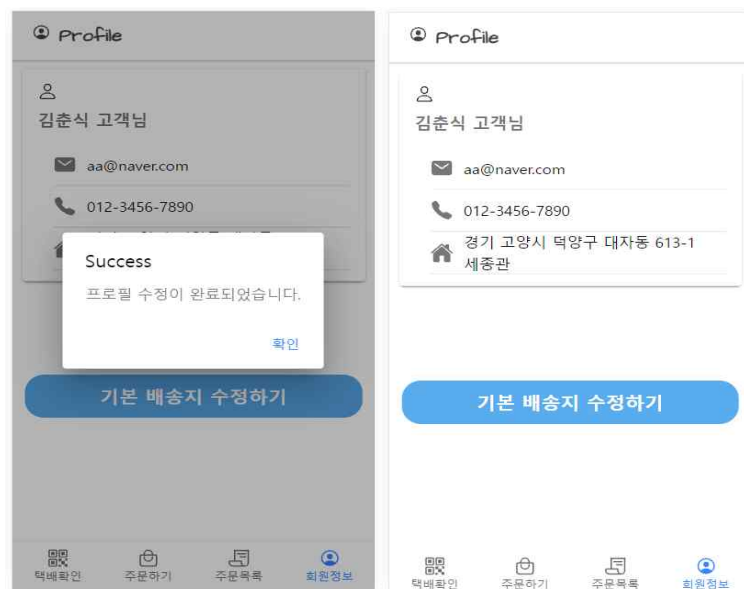 Profile
김춘식 고객님
aa@naver.com
012-3456-7890
Success
프로필 수정이 완료되었습니다.
확인
기본 배송지 수정하기
택배확인
주문하기
주문목록
회원정보
Profile
김춘식 고객님
aa@naver.com
012-3456-7890
경기 고양시 덕양구 대자동 613-1
세종관
기본 배송지 수정하기
택배확인
주문하기
주문목록
회원정보